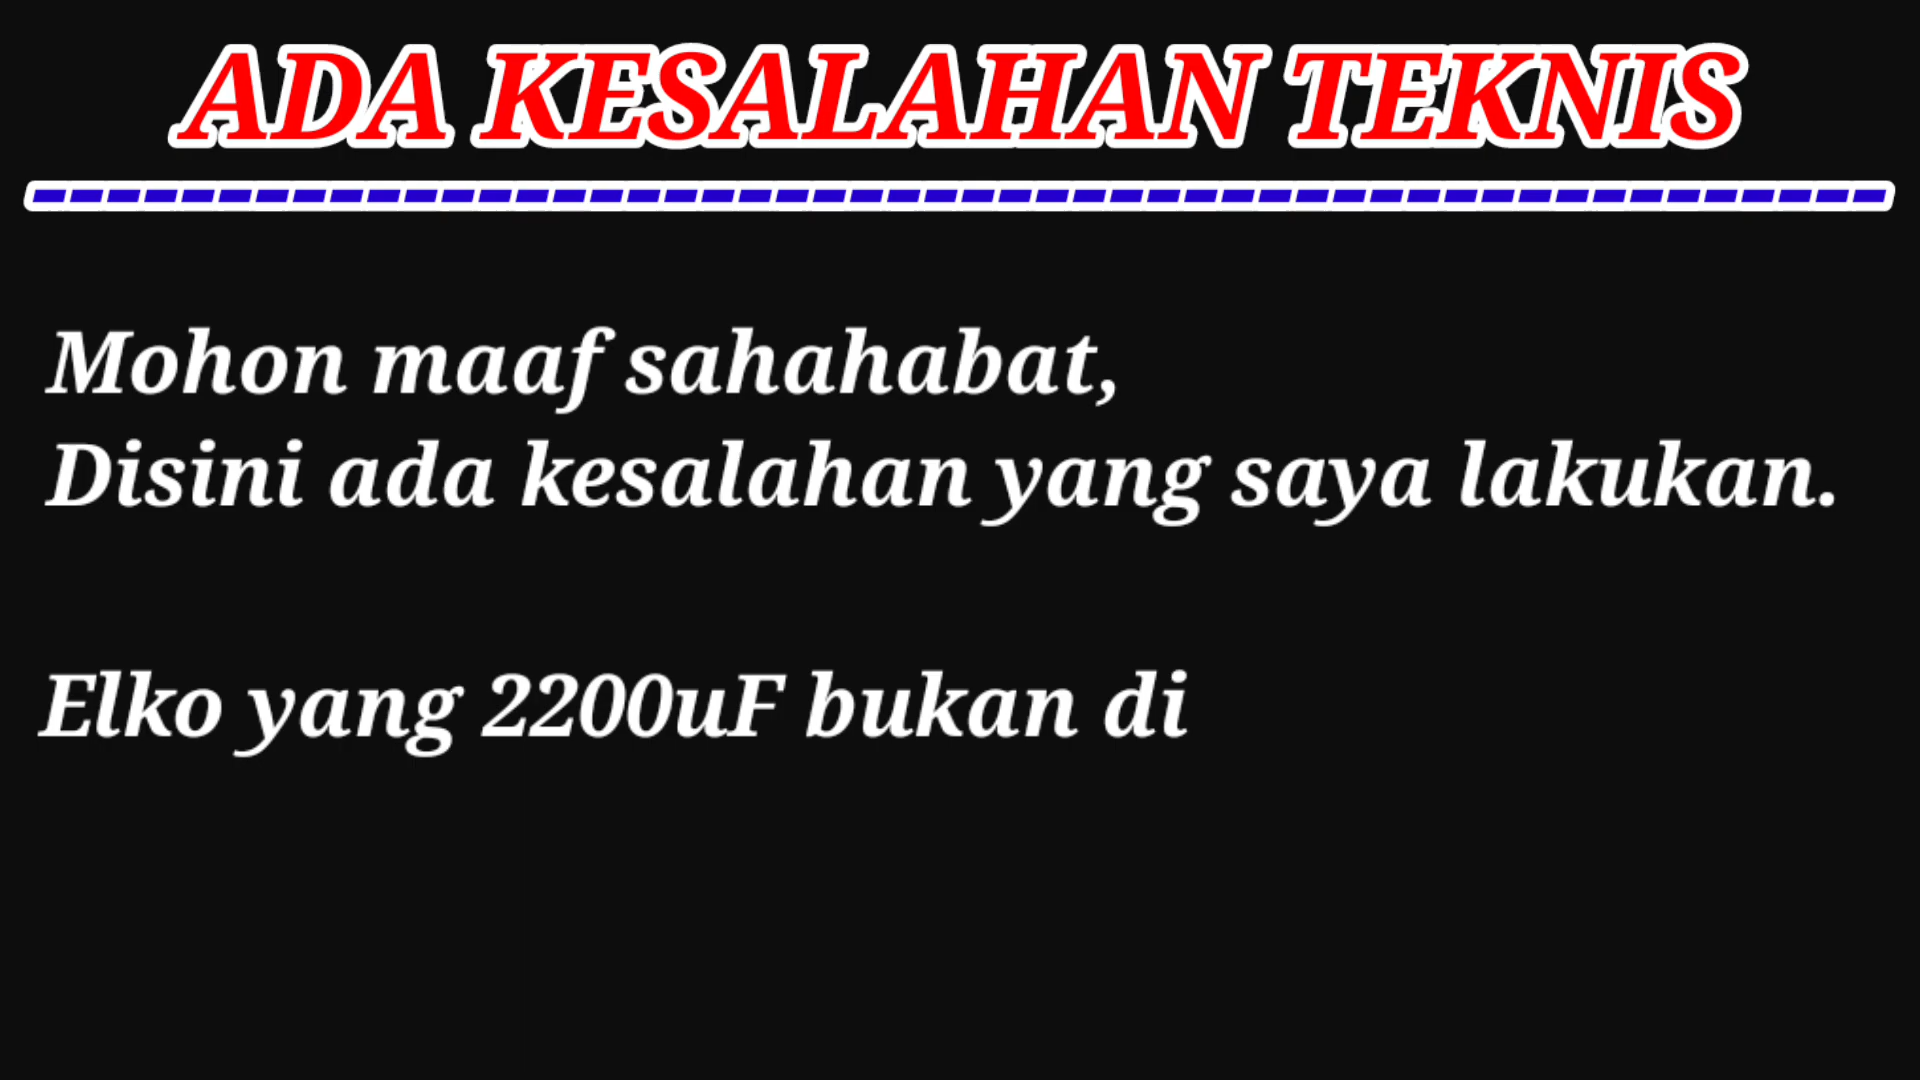 ADA KESALAHAN TEKNIS
Mohon maaf sahahabat,
Disini ada kesalahan yang saya lakukan.
Elko yang 2200uF bukan di